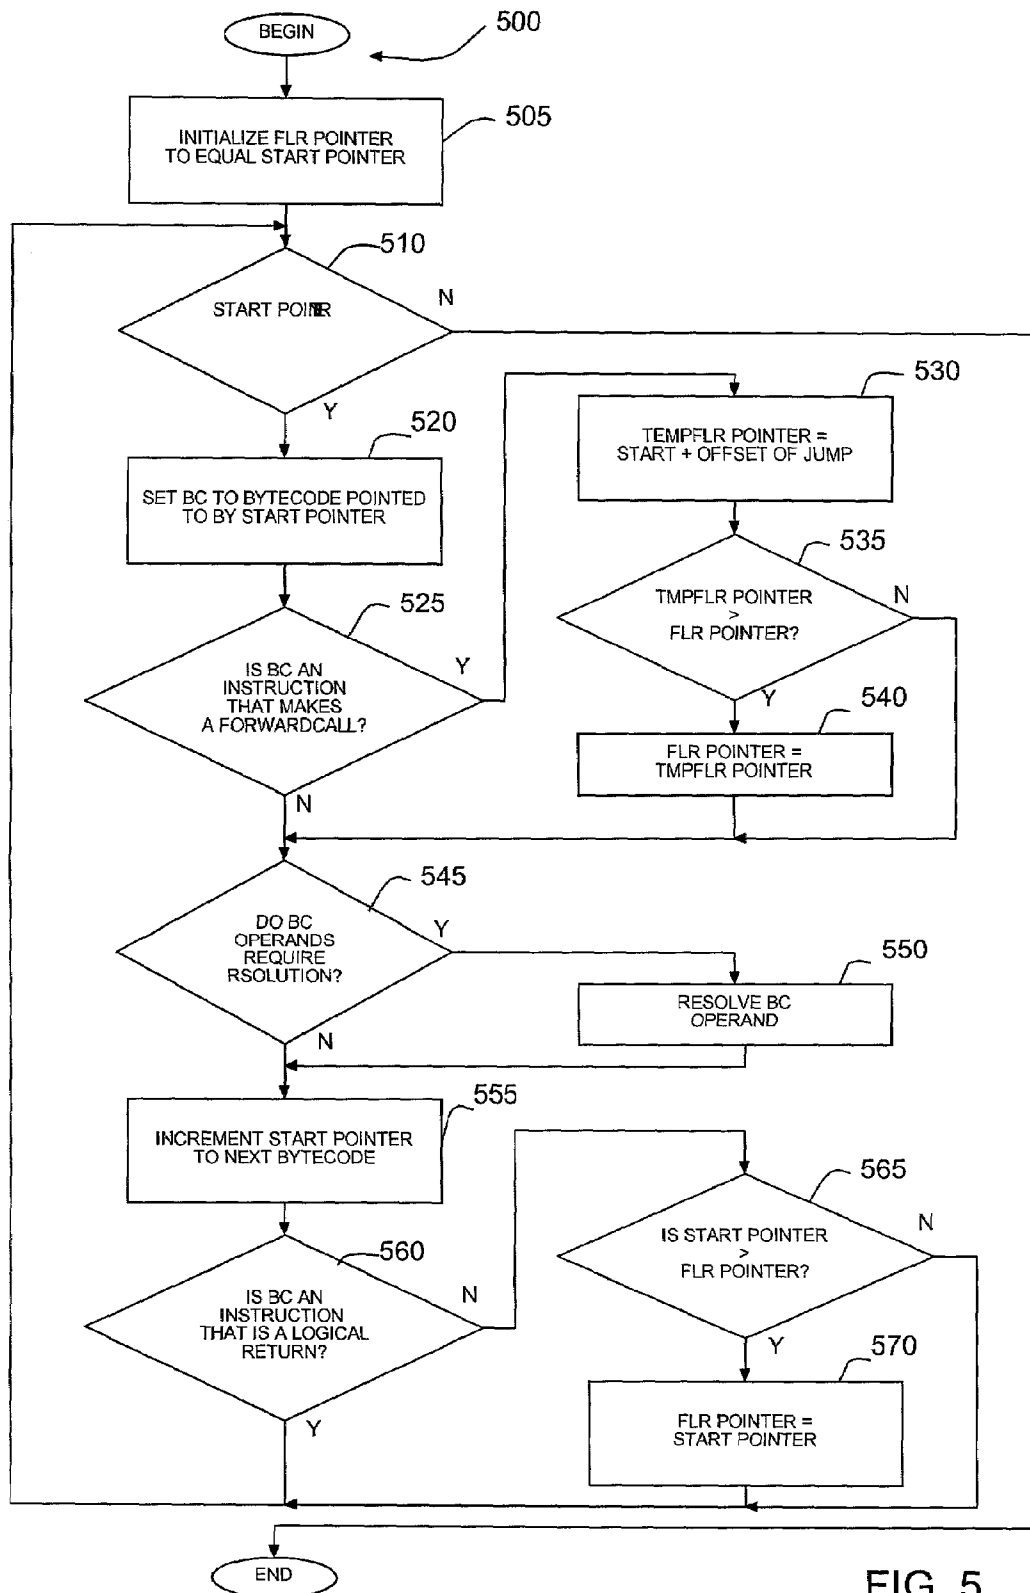 BEGIN
500
INITIALIZE FLR POINTER
TO EQUAL START POINTER
505
510
N
Y
520
SET BC TO BYTECODE POINTED
TO BY START POINTER
530
TEMPFLR POINTER =
START + OFFSET OF JUMP
525
IS BC AN
INSTRUCTION
THAT MAKES
A FORWARDCALL?
Y
N
535
TMPFLR POINTER
>
FLR POINTER?
N
Y
540
FLR POINTER =
TMPFLR POINTER
545
DO BC
OPERANDS
REQUIRE
RSOLUTION?
Y
N
550
RESOLVE BC
OPERAND
555
INCREMENT START POINTER
TO NEXT BYTECODE
560
IS BC AN
INSTRUCTION
THAT IS A LOGICAL
RETURN?
N
Y
565
IS START POINTER
>
FLR POINTER?
N
Y
570
FLR POINTER =
START POINTER
END
FIG. 5
START